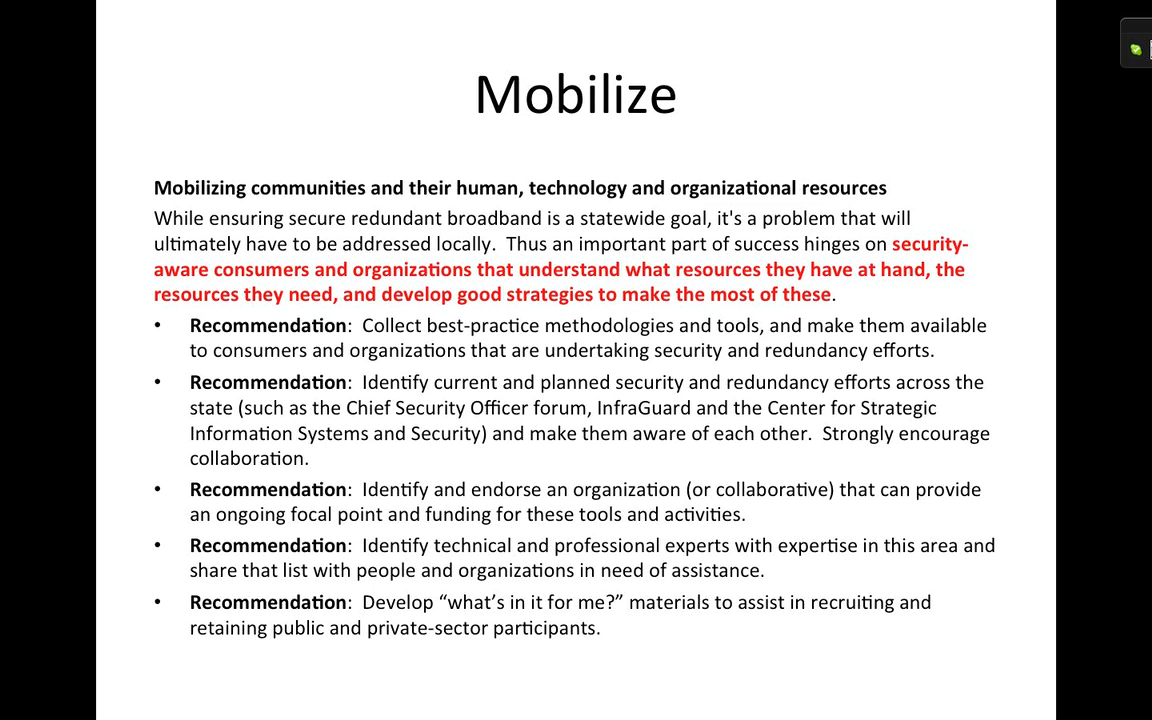 Mobilize
Mobilizing communities and their human, technology and organizational resources
While ensuring secure redundant broadband is a statewide goal, it's a problem that will
ultimately have to be addressed locally.  Thus an important part of success hinges on security-
aware consumers and organizations that understand what resources they have at hand, the
resources they need, and develop good strategies to make the most of these.
• Recommendation:  Collect best-practice methodologies and tools, and make them available
to consumers and organizations that are undertaking security and redundancy efforts.
• Recommendation:  Identify current and planned security and redundancy efforts across the
state (such as the Chief Security Officer forum, InfraGuard and the Center for Strategic
Information Systems and Security) and make them aware of each other.  Strongly encourage
collaboration.
• Recommendation:  Identify and endorse an organization (or collaborative) that can provide
an ongoing focal point and funding for these tools and activities.
• Recommendation:  Identify technical and professional experts with expertise in this area and
share that list with people and organizations in need of assistance.
• Recommendation:  Develop “what’s in it for me?” materials to assist in recruiting and
retaining public and private-sector participants.